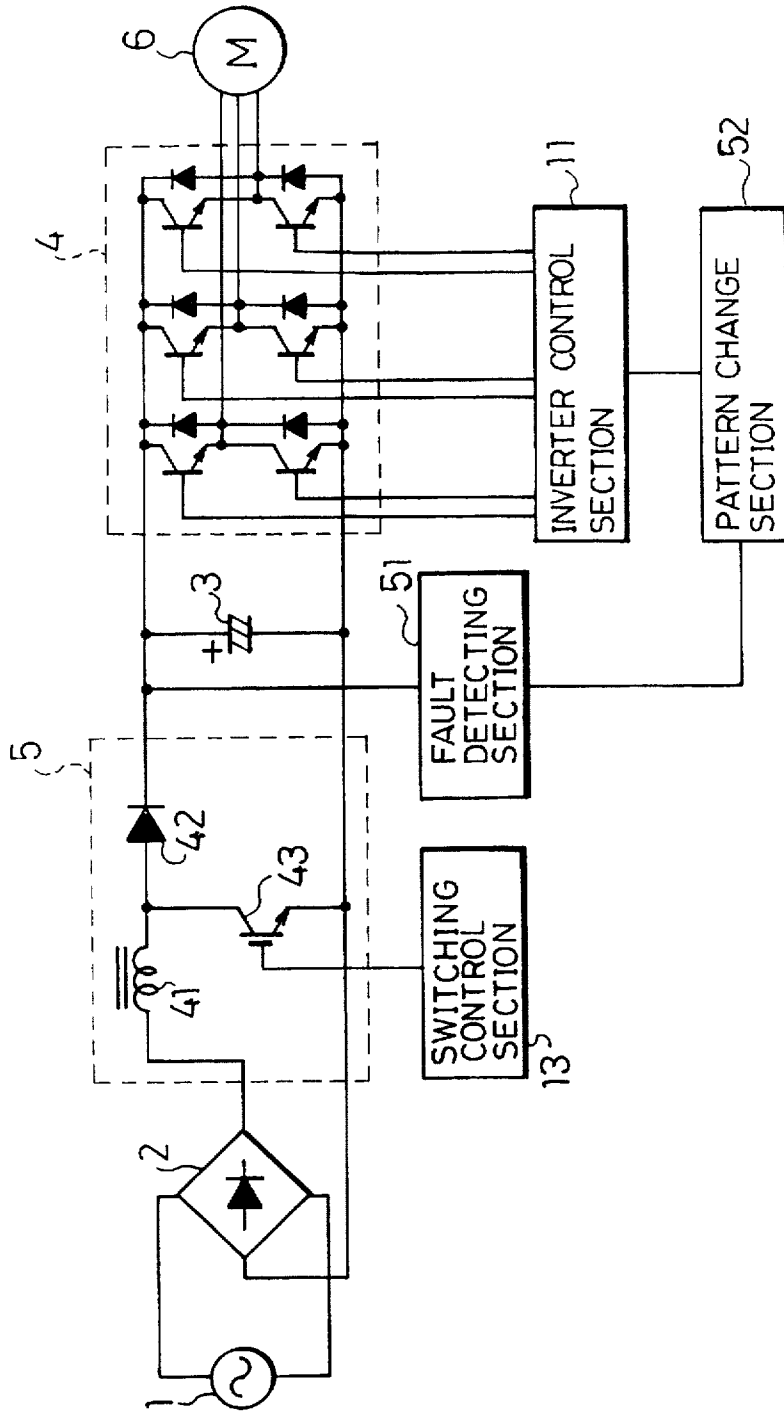 1
2
5
41
42
43
3
+
4
6
M
SWITCHING
CONTROL
SECTION
13
FAULT
DETECTING
SECTION
51
INVERTER CONTROL
SECTION
11
PATTERN CHANGE
SECTION
52